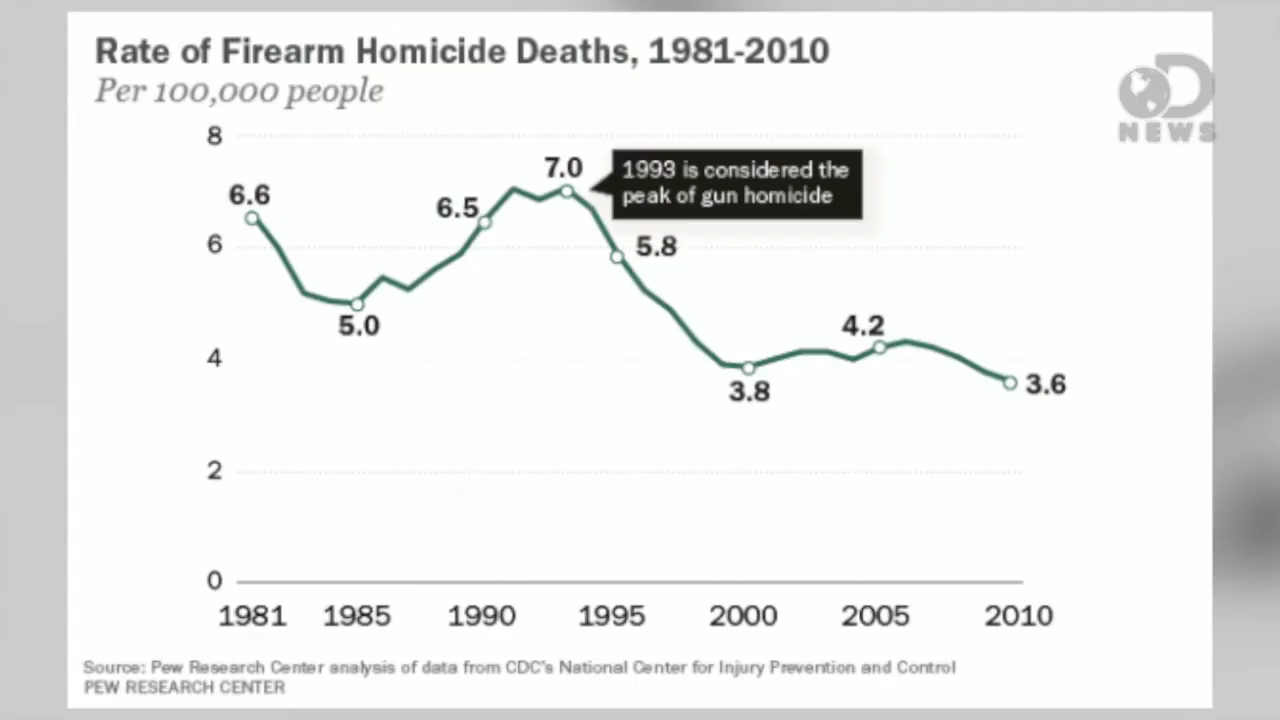 Rate of Firearm Homicide Deaths, 1981-2010
Per 100,000 people
NEWS
8
7.0
1993 is considered the
peak of gun homicide
6.6
6.5
6
5.8
5.0
4.2
4
3.8
3.6
2
0
1981 1985 1990 1995 2000 2005 2010
Source: Pew Research Center analysis of data from CDC's National Center for Injury Prevention and Control
PEW RESEARCH CENTER